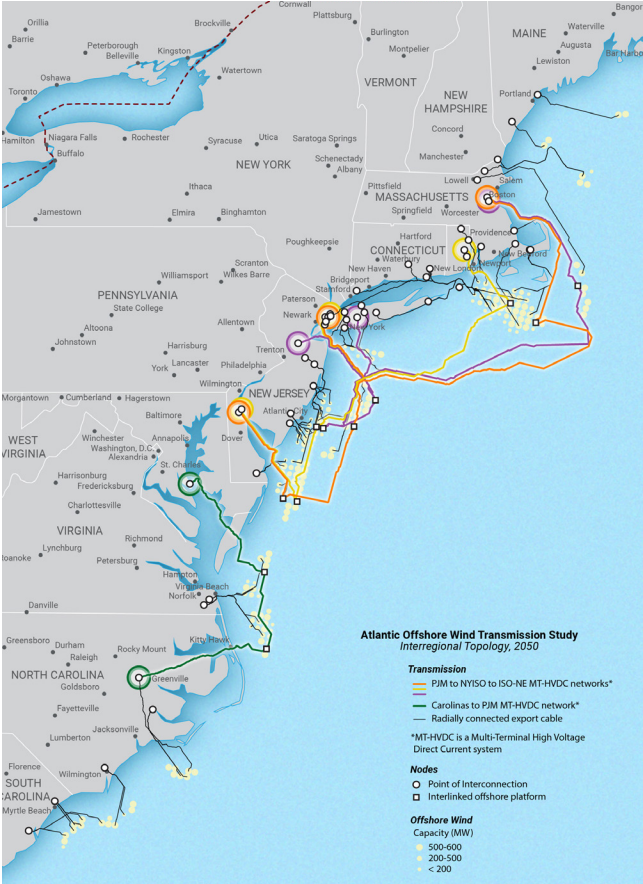 Cornwall
Orillia
Barrie
Plattsburg
Brockville
Bangor
Burlington
MAINE
Waterville
Augusta
Bar Harbo
Peterborough
Belleville
Kingston
Montpelier
Lewiston
Oshawa
Watertown
VERMONT
Toronto
NEW
HAMPSHIRE
Portland
Hamilton
Niagara Falls
Rochester
Syracuse
Utica
Saratoga Springs
Concord
Buffalo
Schenectady
Albany
Manchester
NEW YORK
Lowell
Salem
Pittsfield
MASSACHUSETTS
Boston
Ithaca
Worcester
Jamestown
Elmira
Binghamton
Springfield
Providence
Poughkeepsie
Hartford
CONNECTICUT
New Bedford
Waterbury
Scranton
New Haven
New London
Newport
Williamsport
Wilkes Barre
Bridgeport
Stamford
PENNSYLVANIA
State College
Paterson
Newark
New York
Altoona
Allentown
Johnstown
Harrisburg
Trenton
Lancaster
Philadelphia
York
Wilmington
NEW JERSEY
Morgantown
Cumberland
Hagerstown
Baltimore
Atlantic City
WEST
VIRGINIA
Winchester
Annapolis
Dover
Washington, D.C.
Alexandria
St. Charles
Harrisonburg
Fredericksburg
Charlottesville
VIRGINIA
Richmond
Lynchburg
Roanoke
Petersburg
Hampton
Virginia Beach
Norfolk
Danville
Greensboro
Durham
Raleigh
Rocky Mount
Kitty Hawk
NORTH CAROLINA
Greenville
Goldsboro
Fayetteville
Jacksonville
Lumberton
Florence
Wilmington
SOUTH
CAROLINA
Myrtle Beach
Atlantic Offshore Wind Transmission Study
Interregional Topology, 2050
Transmission
PJM to NYISO to ISO-NE MT-HVDC networks*
Carolinas to PJM MT-HVDC network*
Radially connected export cable
*MT-HVDC is a Multi-Terminal High Voltage
Direct Current system
Nodes
Point of Interconnection
Interlinked offshore platform
Offshore Wind
Capacity (MW)
500-600
200-500
< 200